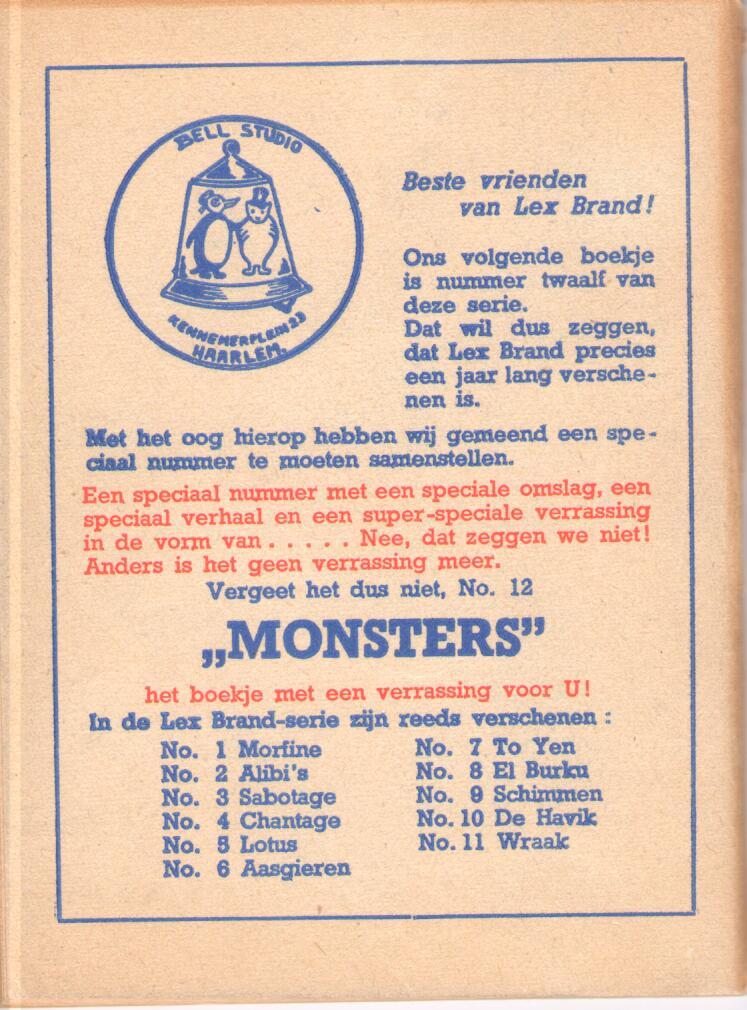 BELL STUDIO
KENNEMERPLEIN 23
HAARLEM.
Beste vrienden
van Lex Brand!
Ons volgende boekje
is nummer twaalf van
deze serie.
Dat wil dus zeggen,
dat Lex Brand precies
een jaar lang versche-
nen is.
Met het oog hierop hebben wij gemeend een spe-
ciaal nummer te moeten samenstellen.
Een speciaal nummer met een speciale omslag, een
speciaal verhaal en een super-speciale verrassing
in de vorm van . . . . . Nee, dat zeggen we niet!
Anders is het geen verrassing meer.
Vergeet het dus niet, No. 12
„MONSTERS”
het boekje met een verrassing voor U!
In de Lex Brand-serie zijn reeds verschenen :
No. 1 Morfine
No. 2 Alibi's
No. 3 Sabotage
No. 4 Chantage
No. 5 Lotus
No. 6 Aasgieren
No. 7 To Yen
No. 8 El Burku
No. 9 Schimmen
No. 10 De Havik
No. 11 Wraak